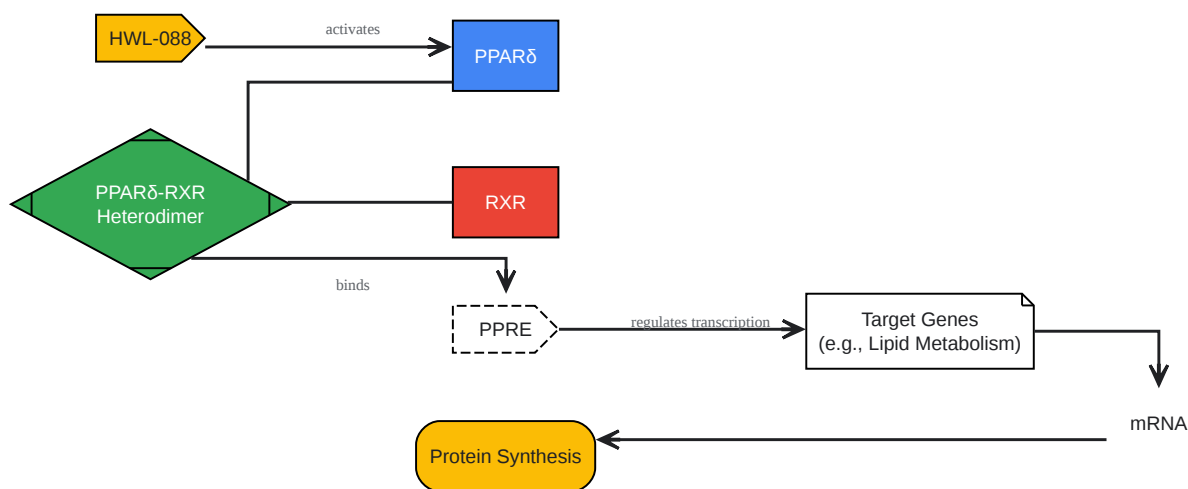 HWL-088
activates
PPARδ
PPARδ-RXR
Heterodimer
RXR
binds
PPRE
regulates transcription
Target Genes
(e.g., Lipid Metabolism)
mRNA
Protein Synthesis